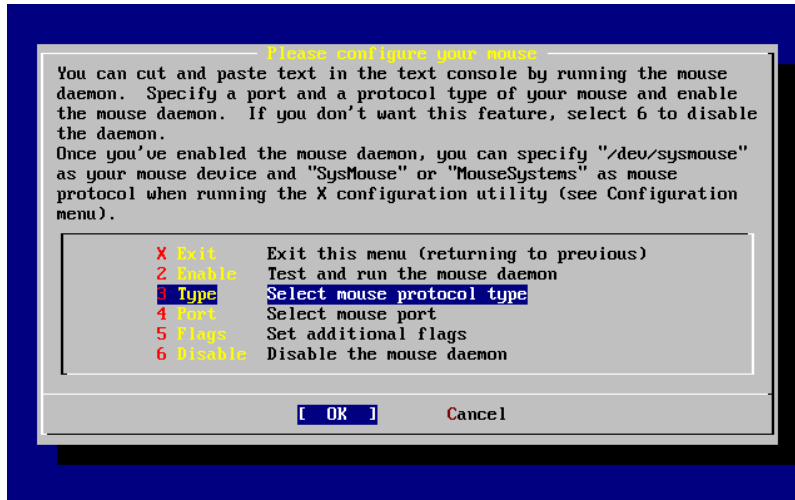 Please configure your mouse
You can cut and paste text in the text console by running the mouse
daemon.  Specify a port and a protocol type of your mouse and enable
the mouse daemon.  If you don't want this feature, select 6 to disable
the daemon.
Once you've enabled the mouse daemon, you can specify "/dev/sysmouse"
as your mouse device and "SysMouse" or "MouseSystems" as mouse
protocol when running the X configuration utility (see Configuration
menu).
X Exit     Exit this menu (returning to previous)
2 Enable   Test and run the mouse daemon
3 Type     Select mouse protocol type
4 Port     Select mouse port
5 Flags    Set additional flags
6 Disable  Disable the mouse daemon
[  OK  ]       Cancel